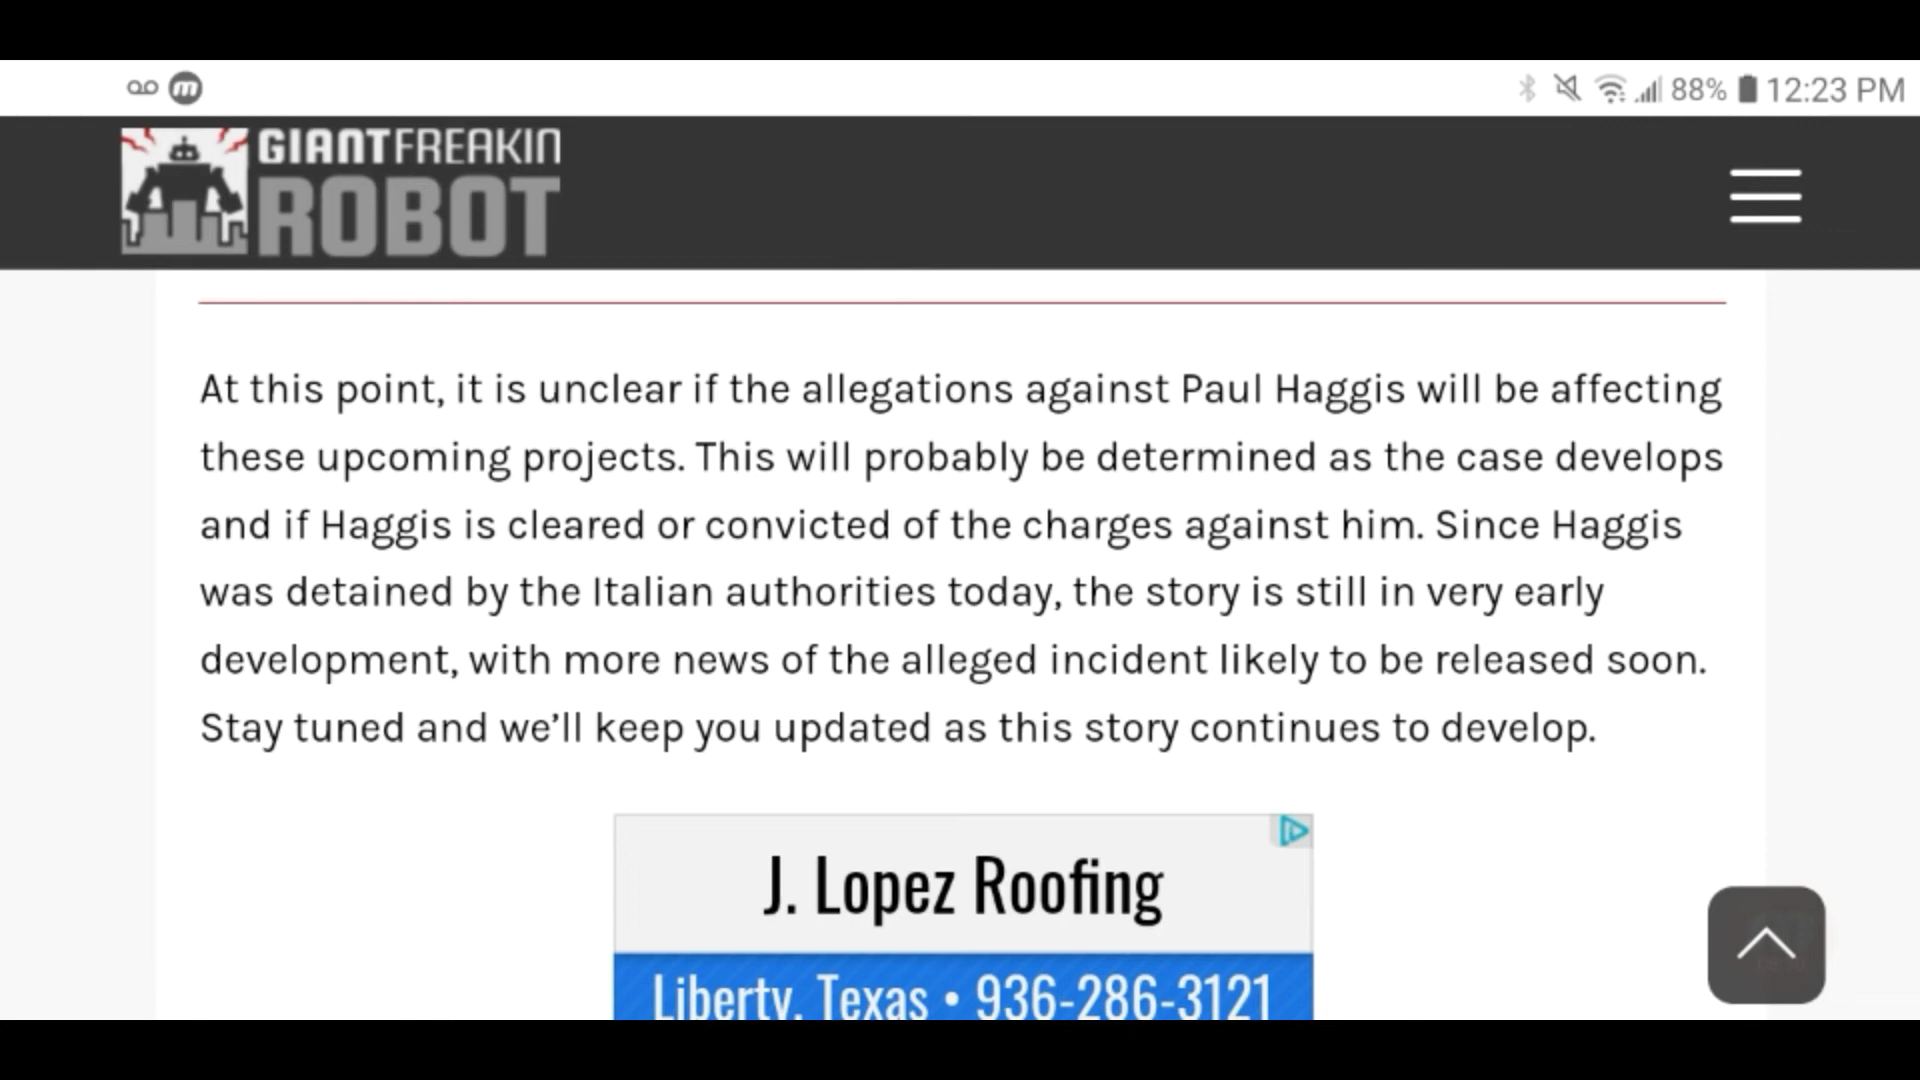 88% 12:23 PM
GIANT FREAKIN
ROBOT
At this point, it is unclear if the allegations against Paul Haggis will be affecting
these upcoming projects. This will probably be determined as the case develops
and if Haggis is cleared or convicted of the charges against him. Since Haggis
was detained by the Italian authorities today, the story is still in very early
development, with more news of the alleged incident likely to be released soon.
Stay tuned and we’ll keep you updated as this story continues to develop.
J. Lopez Roofing
Liberty, Texas • 936-286-3121